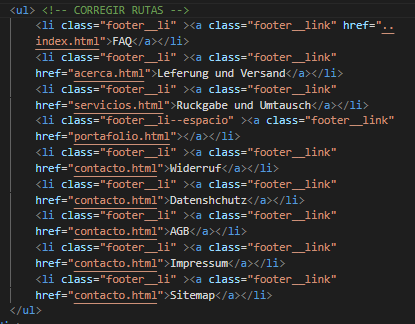 <ul> <!-- CORREGIR RUTAS -->
<li class="footer__li" ><a class="footer__link" href="..
index.html">FAQ</a></li>
<li class="footer__li" ><a class="footer__link"
href="acerca.html">Leferung und Versand</a></li>
<li class="footer__li" ><a class="footer__link"
href="servicios.html">Ruckgabe und Umtausch</a></li>
<li class="footer__li--espacio" ><a class="footer__link"
href="portafolio.html"></a></li>
<li class="footer__li" ><a class="footer__link"
href="contacto.html">Widerruf</a></li>
<li class="footer__li" ><a class="footer__link"
href="contacto.html">Datenshchutz</a></li>
<li class="footer__li" ><a class="footer__link"
href="contacto.html">AGB</a></li>
<li class="footer__li" ><a class="footer__link"
href="contacto.html">Impressum</a></li>
<li class="footer__li" ><a class="footer__link"
href="contacto.html">Sitemap</a></li>
</ul>